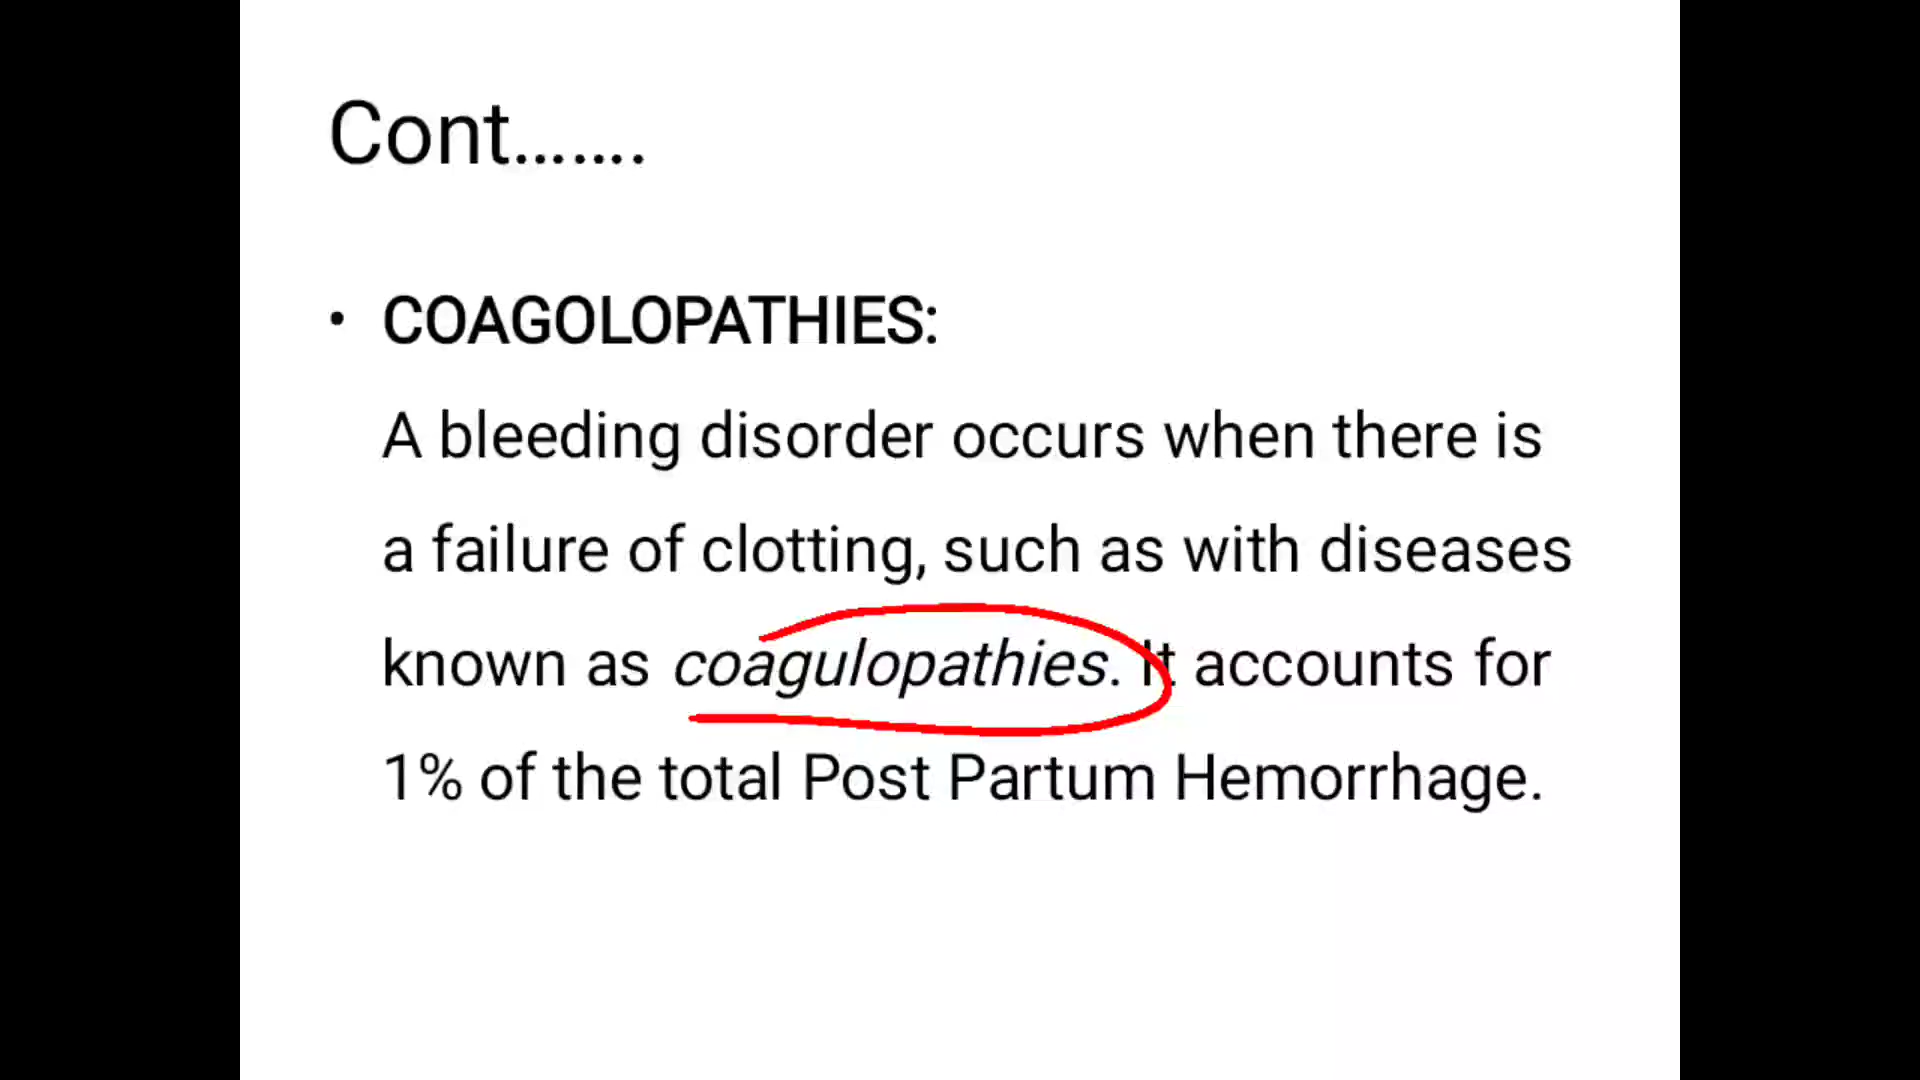 Cont.......
• COAGOLOPATHIES:
A bleeding disorder occurs when there is
a failure of clotting, such as with diseases
known as coagulopathies. It accounts for
1% of the total Post Partum Hemorrhage.